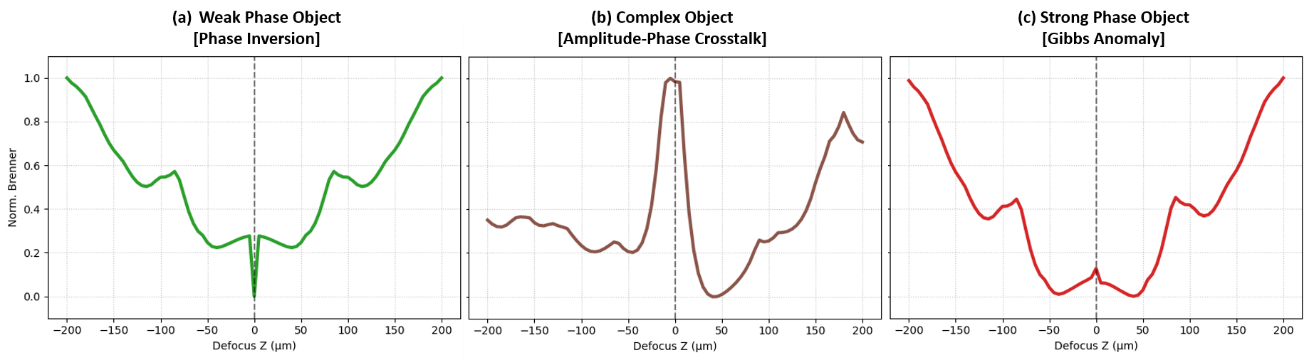 (a) Weak Phase Object
[Phase Inversion]
(b) Complex Object
[Amplitude-Phase Crosstalk]
(c) Strong Phase Object
[Gibbs Anomaly]
Norm. Brenner
1.0
0.8
0.6
0.4
0.2
0.0
−200 −150 −100 −50 0 50 100 150 200
Defocus Z (μm)
−200 −150 −100 −50 0 50 100 150 200
Defocus Z (μm)
−200 −150 −100 −50 0 50 100 150 200
Defocus Z (μm)